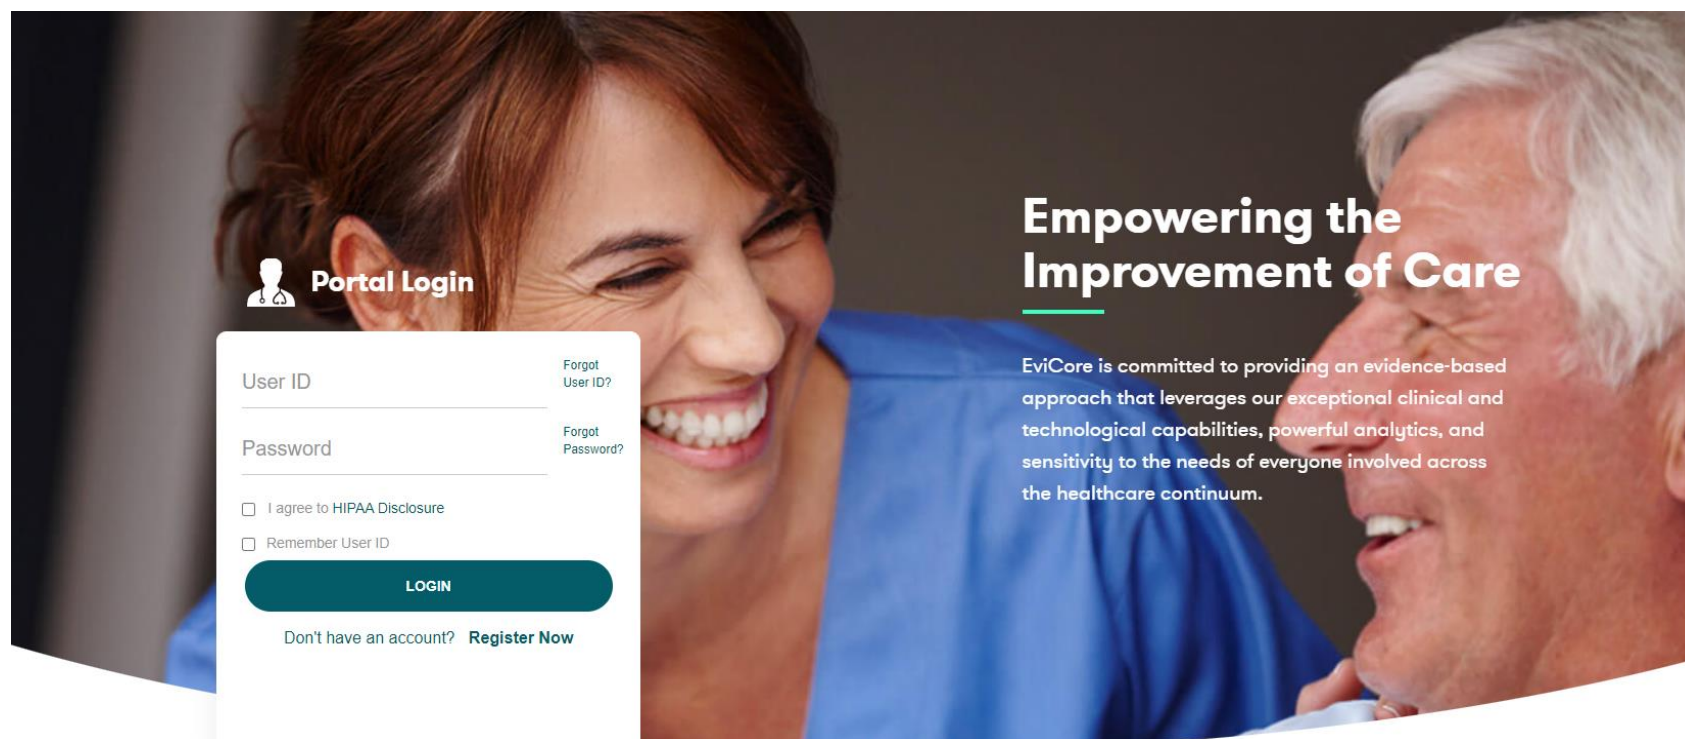 Portal Login
User ID
Forgot
User ID?
Password
Forgot
Password?
I agree to HIPAA Disclosure
Remember User ID
LOGIN
Don't have an account? Register Now
Empowering the
Improvement of Care
EviCore is committed to providing an evidence-based
approach that leverages our exceptional clinical and
technological capabilities, powerful analytics, and
sensitivity to the needs of everyone involved across
the healthcare continuum.